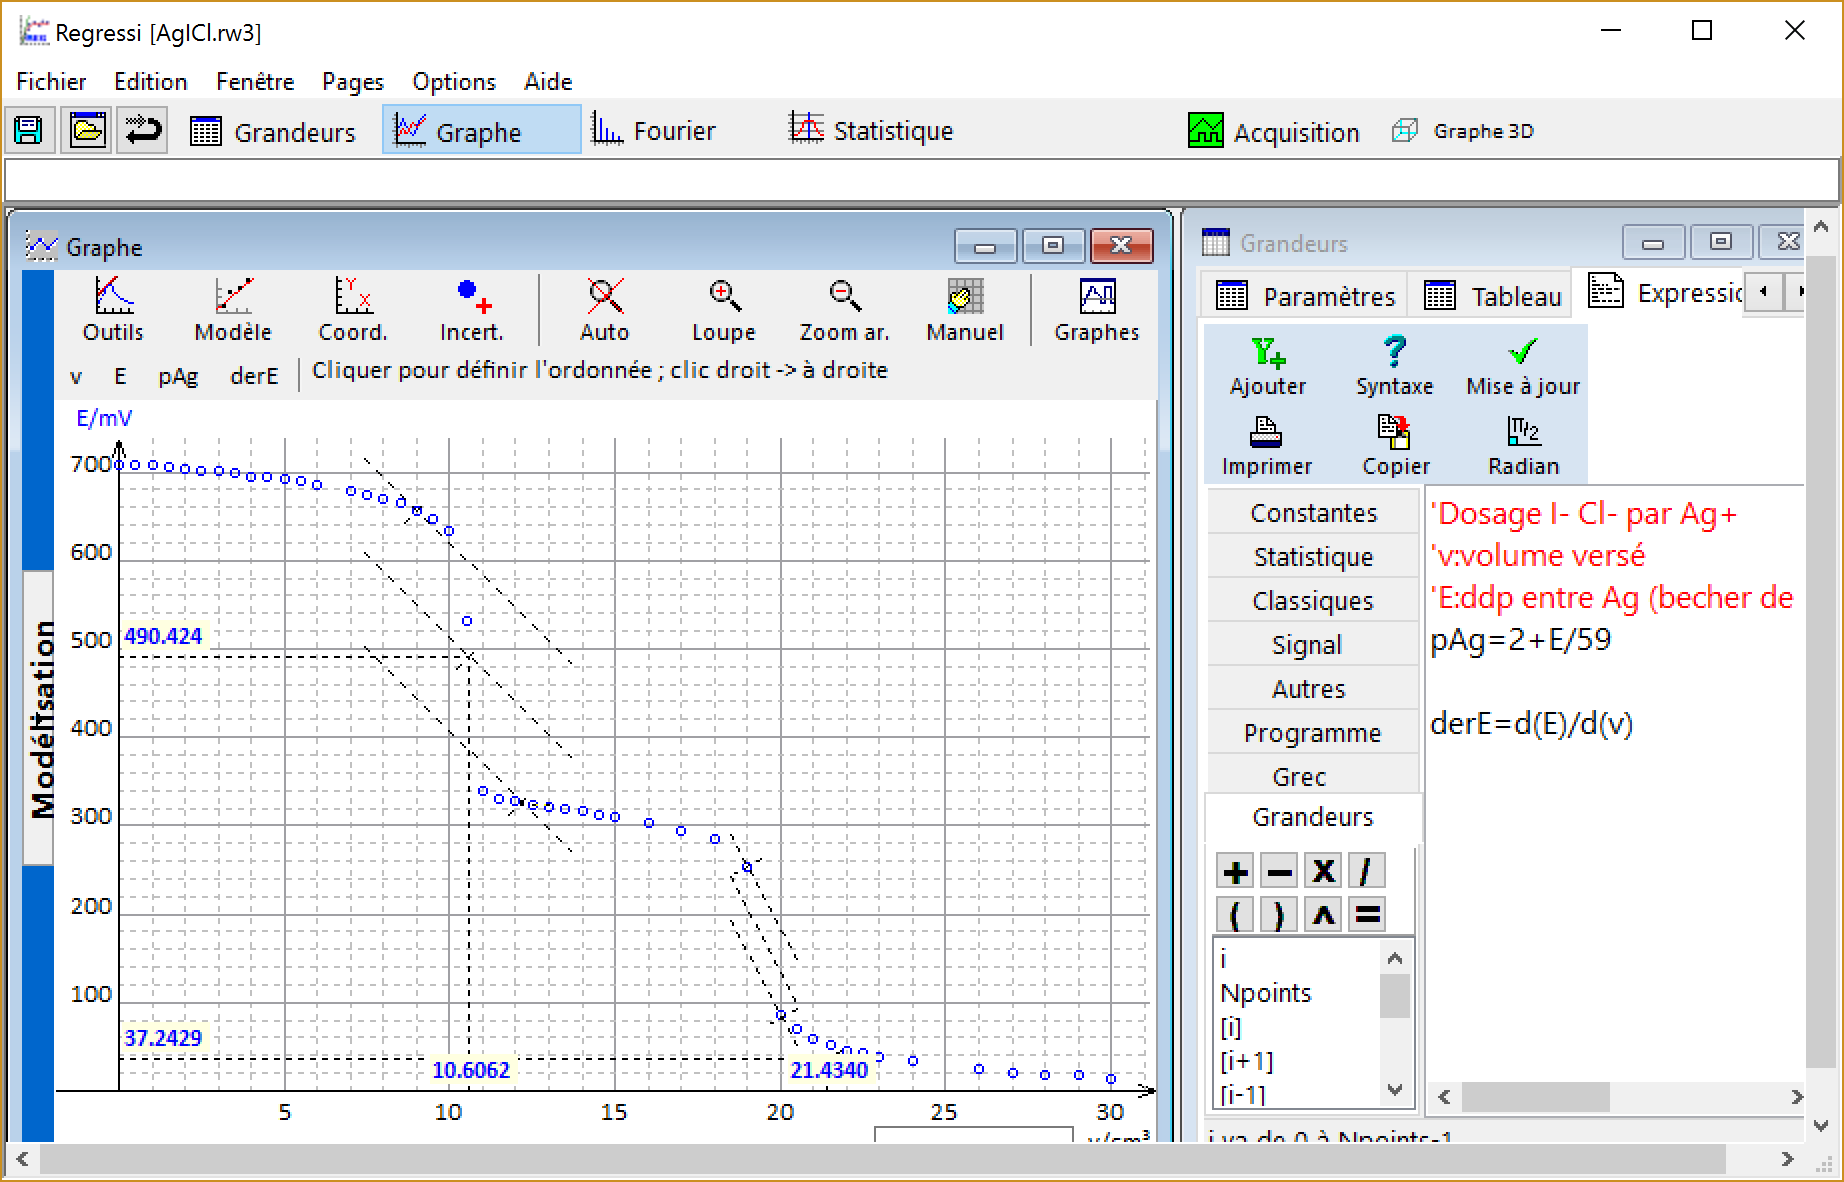 Regressi [AgICl.rw3]
Fichier Edition Fenêtre Pages Options Aide
Grandeurs Graphe Fourier Statistique Acquisition Graphe 3D
Graphe
Outils Modèle Coord. Incert. Auto Loupe Zoom ar. Manuel Graphes
v E pAg derE Cliquer pour définir l'ordonnée ; clic droit -> à droite
Modélisation
E/mV
700
600
500
490.424
400
300
200
100
37.2429
10.6062 21.4340
5 10 15 20 25 30
v/cm³
Grandeurs
Paramètres Tableau Expressio
Ajouter Syntaxe Mise à jour
Imprimer Copier Radian
Constantes
Statistique
Classiques
Signal
Autres
Programme
Grec
Grandeurs
+ − X /
( ) ^ =
i
Npoints
[i]
[i+1]
[i-1]
'Dosage I- Cl- par Ag+
'v:volume versé
'E:ddp entre Ag (becher de
pAg=2+E/59
derE=d(E)/d(v)
i va de 0 à Npoints-1